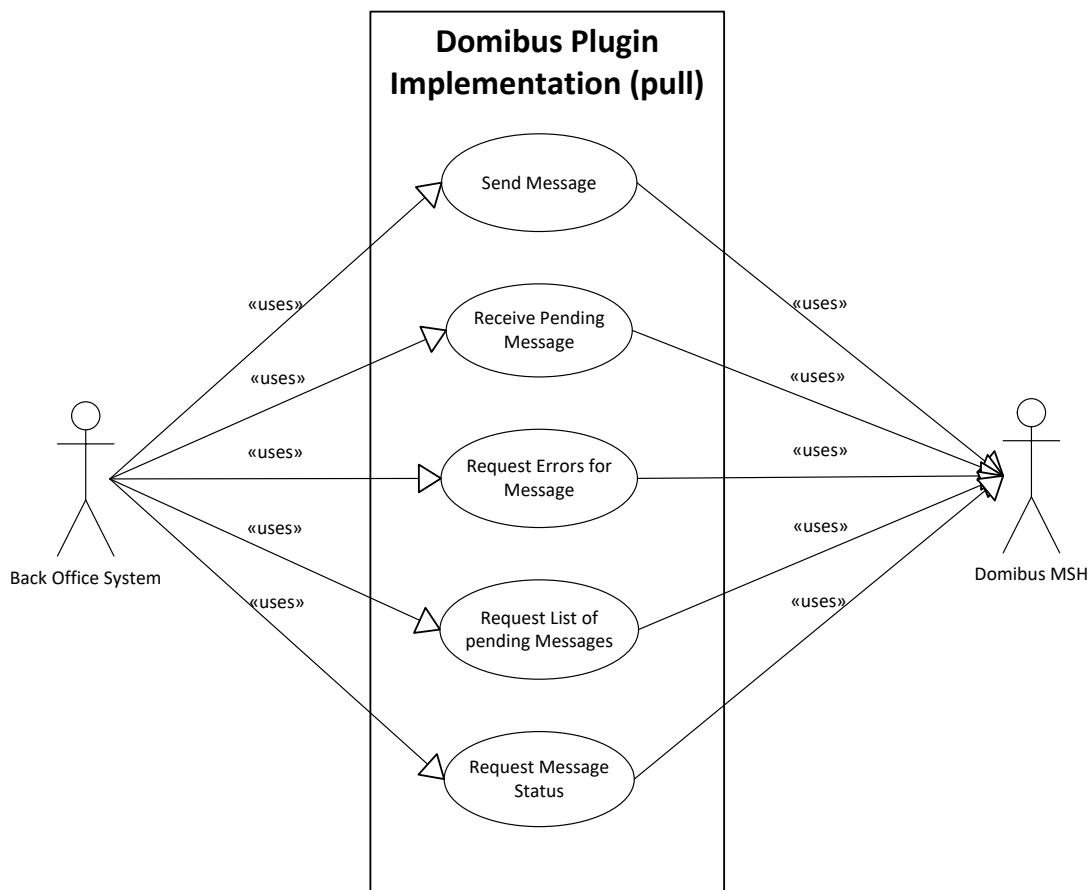 Domibus Plugin
Implementation (pull)
Send Message
«uses»
«uses»
Receive Pending
Message
«uses»
«uses»
«uses»
Request Errors for
Message
«uses»
«uses»
«uses»
Back Office System
Domibus MSH
Request List of
pending Messages
«uses»
«uses»
Request Message
Status